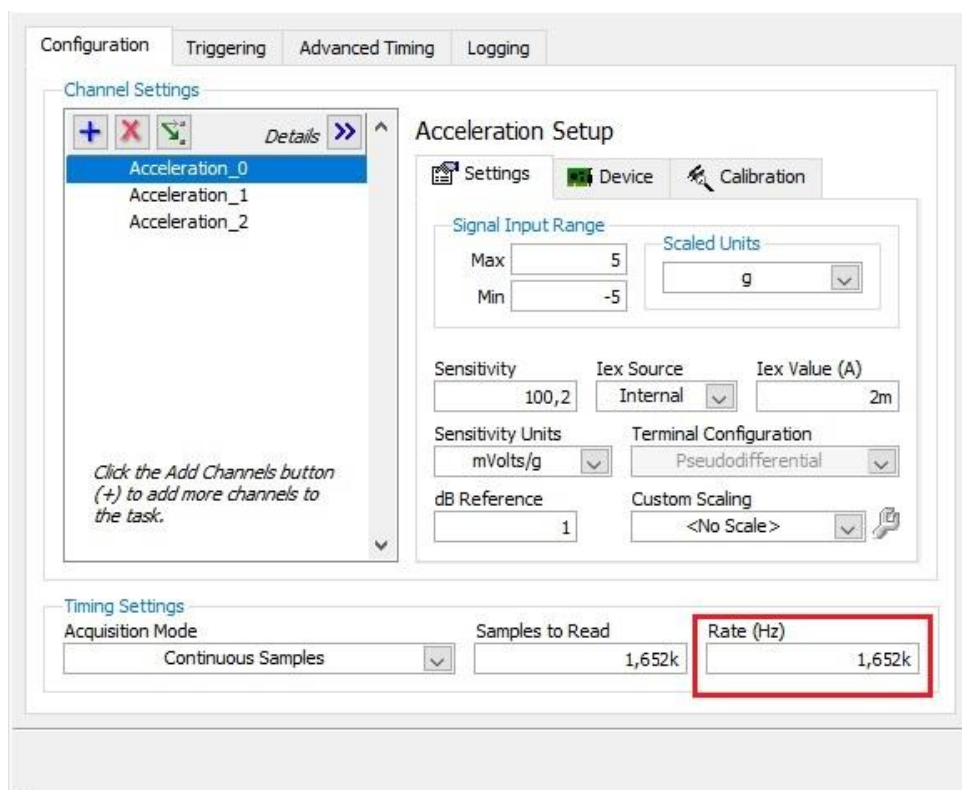 Configuration
Triggering
Advanced Timing
Logging
Channel Settings
Details
Acceleration_0
Acceleration_1
Acceleration_2
Click the Add Channels button
(+) to add more channels to
the task.
Acceleration Setup
Settings
Device
Calibration
Signal Input Range
Max 5
Min -5
Scaled Units
g
Sensitivity
100,2
Iex Source
Internal
Iex Value (A)
2m
Sensitivity Units
mVolts/g
Terminal Configuration
Pseudodifferential
dB Reference
1
Custom Scaling
<No Scale>
Timing Settings
Acquisition Mode
Continuous Samples
Samples to Read
1,652k
Rate (Hz)
1,652k